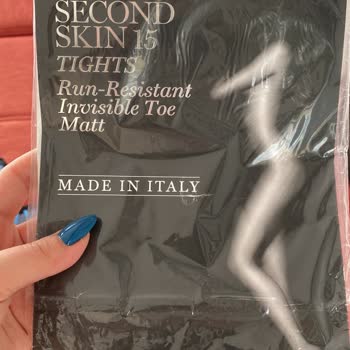 SECOND
SKIN 15
TIGHTS
Run-Resistant
Invisible Toe
Matt
MADE IN ITALY